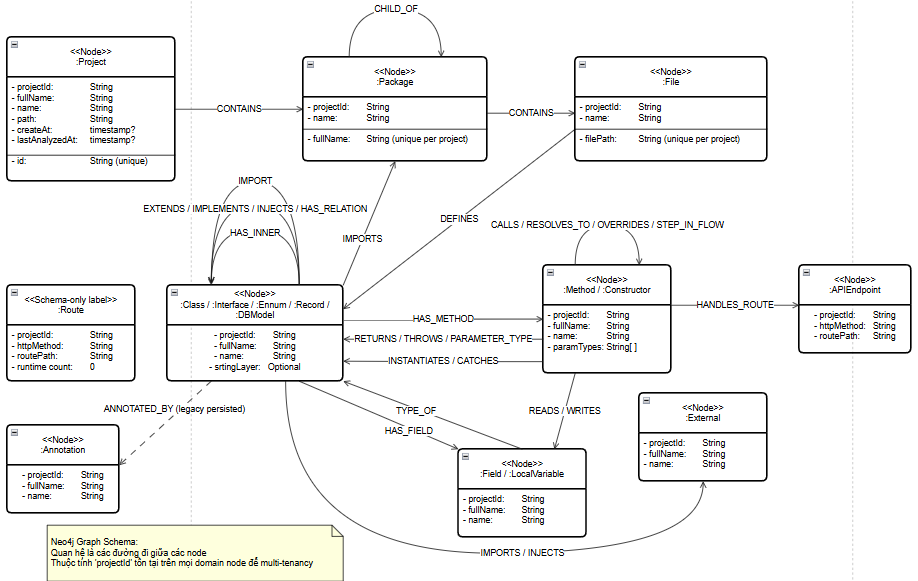 CHILD_OF
<<Node>>
:Project
- projectId: String
- fullName: String
- name: String
- path: String
- createAt: timestamp?
- lastAnalyzedAt: timestamp?
- id: String (unique)
CONTAINS
<<Node>>
:Package
- projectId: String
- name: String
- fullName: String (unique per project)
CONTAINS
<<Node>>
:File
- projectId: String
- name: String
- filePath: String (unique per project)
IMPORT
EXTENDS / IMPLEMENTS / INJECTS / HAS_RELATION
HAS_INNER
IMPORTS
DEFINES
CALLS / RESOLVES_TO / OVERRIDES / STEP_IN_FLOW
<<Schema-only label>>
:Route
- projectId: String
- httpMethod: String
- routePath: String
- runtime count: 0
<<Node>>
:Class / :Interface / :Ennum / :Record /
:DBModel
- projectId: String
- fullName: String
- name: String
- srtingLayer: Optional
HAS_METHOD
RETURNS / THROWS / PARAMETER_TYPE
INSTANTIATES / CATCHES
<<Node>>
:Method / :Constructor
- projectId: String
- fullName: String
- name: String
- paramTypes: String[ ]
HANDLES_ROUTE
<<Node>>
:APIEndpoint
- projectId: String
- httpMethod: String
- routePath: String
ANNOTATED_BY (legacy persisted)
TYPE_OF
HAS_FIELD
READS / WRITES
<<Node>>
:External
- projectId: String
- fullName: String
- name: String
<<Node>>
:Annotation
- projectId: String
- fullName: String
- name: String
<<Node>>
:Field / :LocalVariable
- projectId: String
- fullName: String
- name: String
IMPORTS / INJECTS
Neo4j Graph Schema:
Quan hệ là các đường đi giữa các node
Thuộc tính 'projectId' tồn tại trên mọi domain node để multi-tenancy